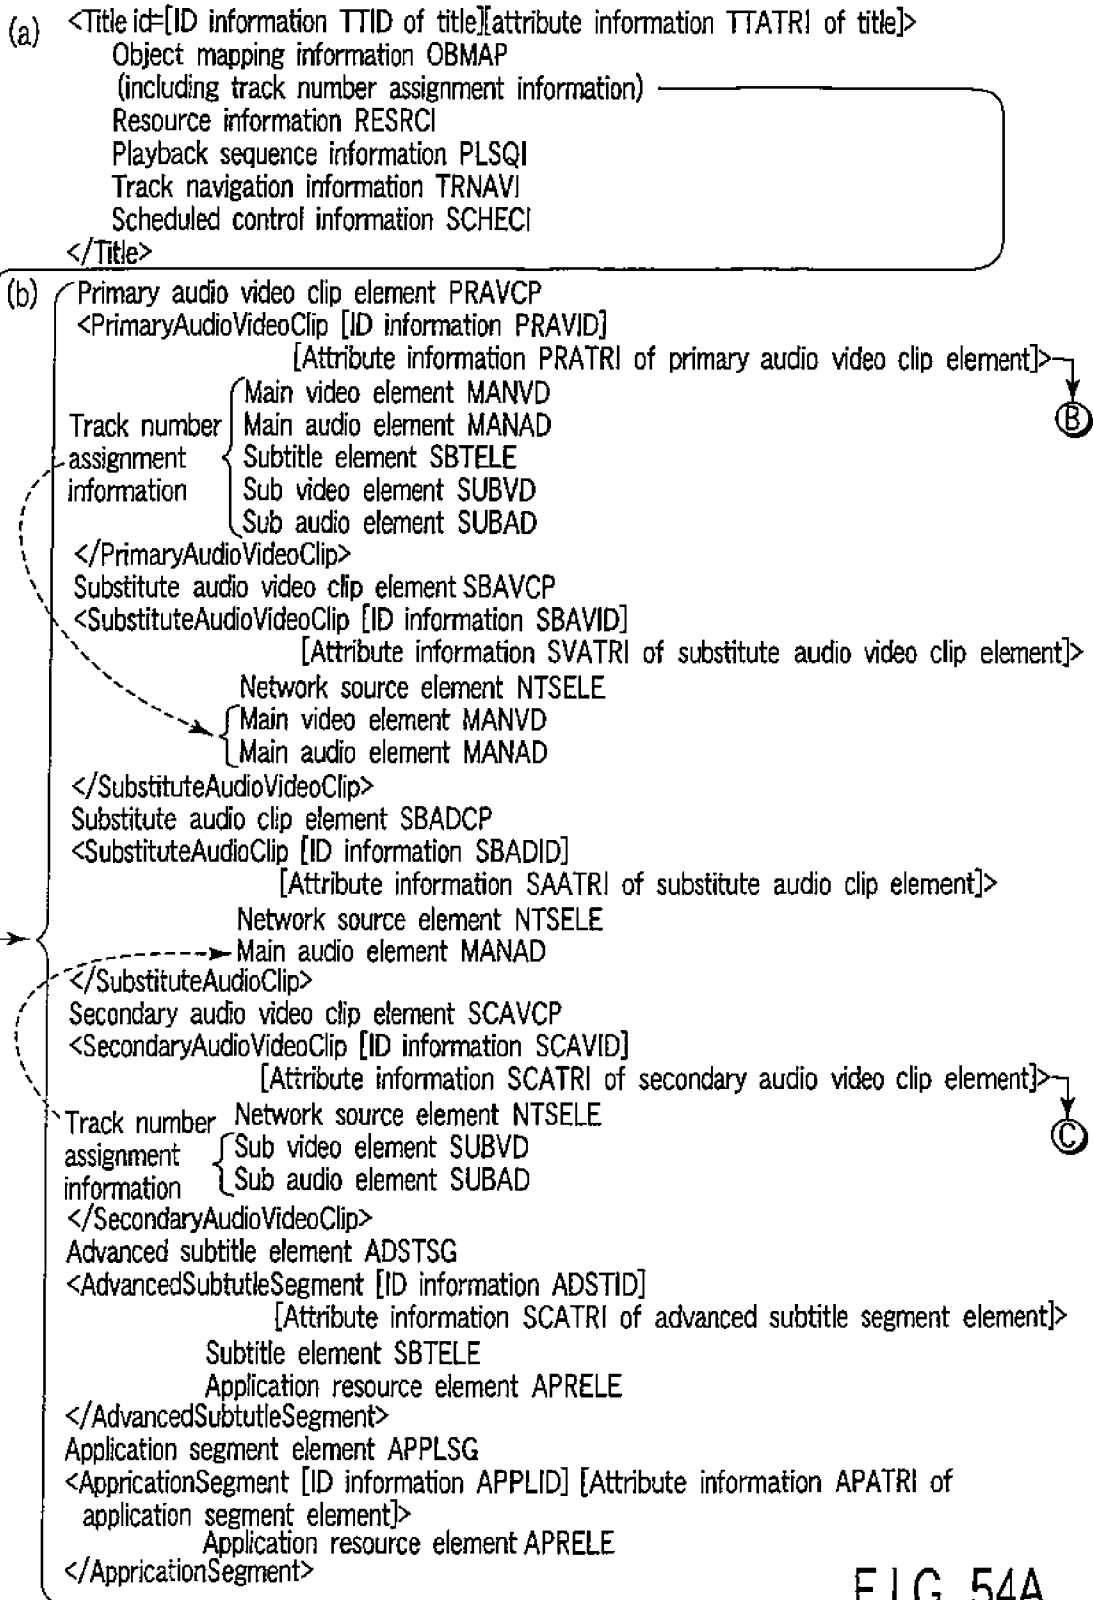 (a) <Title id=[ID information TTID of title][attribute information TTATRI of title]>
Object mapping information OBMAP
(including track number assignment information)
Resource information RESRCI
Playback sequence information PLSQI
Track navigation information TRNAVI
Scheduled control information SCHECI
</Title>
(b) Primary audio video clip element PRAVCP
<PrimaryAudioVideoClip [ID information PRAVID]
[Attribute information PRATRI of primary audio video clip element]>
B
Main video element MANVD
Track number Main audio element MANAD
assignment Subtitle element SBTELE
information Sub video element SUBVD
Sub audio element SUBAD
</PrimaryAudioVideoClip>
Substitute audio video clip element SBAVCP
<SubstituteAudioVideoClip [ID information SBAVID]
[Attribute information SVATRI of substitute audio video clip element]>
Network source element NTSELE
Main video element MANVD
Main audio element MANAD
</SubstituteAudioVideoClip>
Substitute audio clip element SBADCP
<SubstituteAudioClip [ID information SBADID]
[Attribute information SAATRI of substitute audio clip element]>
Network source element NTSELE
Main audio element MANAD
</SubstituteAudioClip>
Secondary audio video clip element SCAVCP
<SecondaryAudioVideoClip [ID information SCAVID]
[Attribute information SCATRI of secondary audio video clip element]>
C
Track number Network source element NTSELE
assignment Sub video element SUBVD
information Sub audio element SUBAD
</SecondaryAudioVideoClip>
Advanced subtitle element ADSTSG
<AdvancedSubtutleSegment [ID information ADSTID]
[Attribute information SCATRI of advanced subtitle segment element]>
Subtitle element SBTELE
Application resource element APRELE
</AdvancedSubtutleSegment>
Application segment element APPLSG
<AppricationSegment [ID information APPLID] [Attribute information APATRI of
application segment element]>
Application resource element APRELE
</AppricationSegment>
FIG. 54A